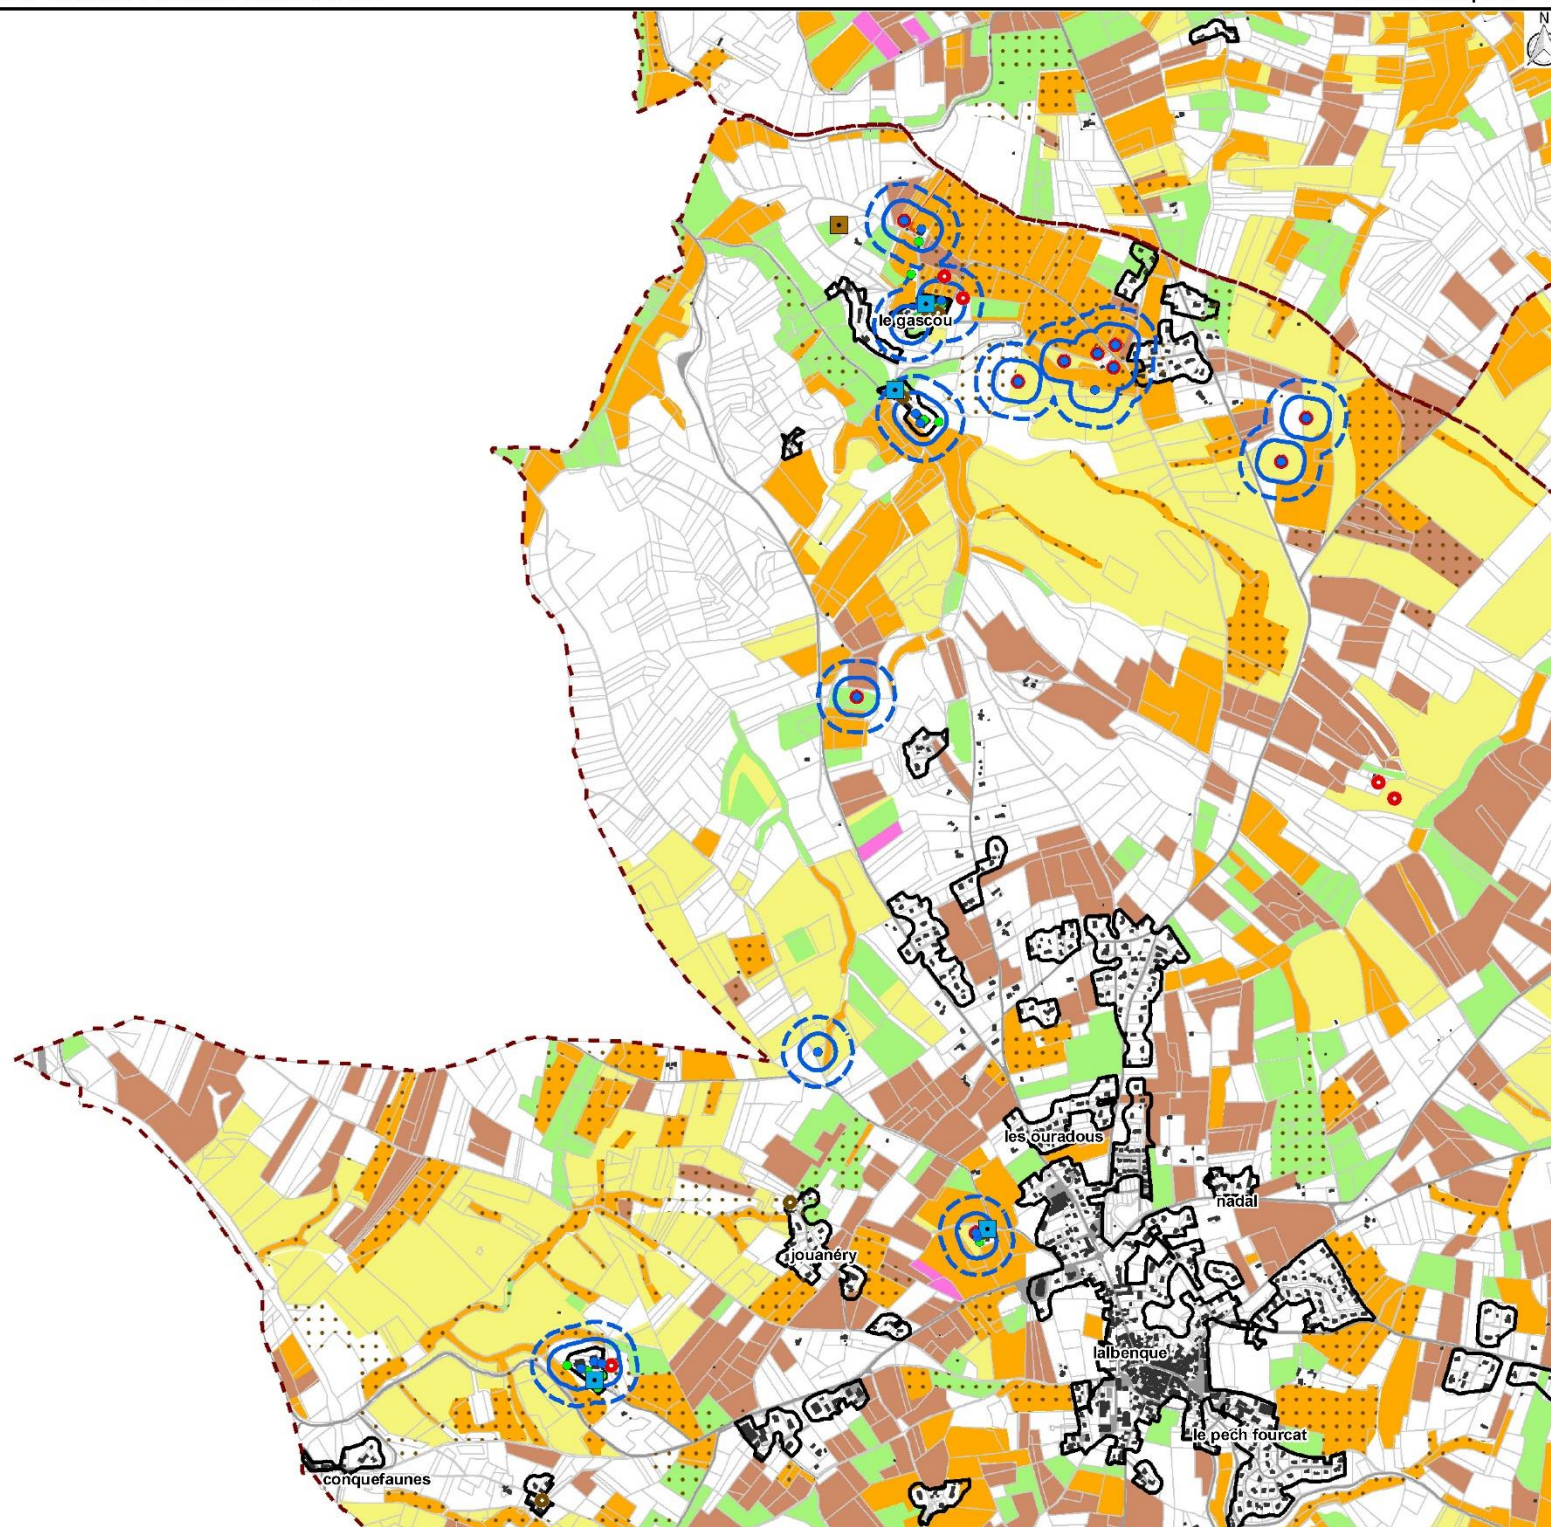 N
le gascou
les ouradous
nadal
jouanéry
lalbenque
le pech fourcat
conquefaunes